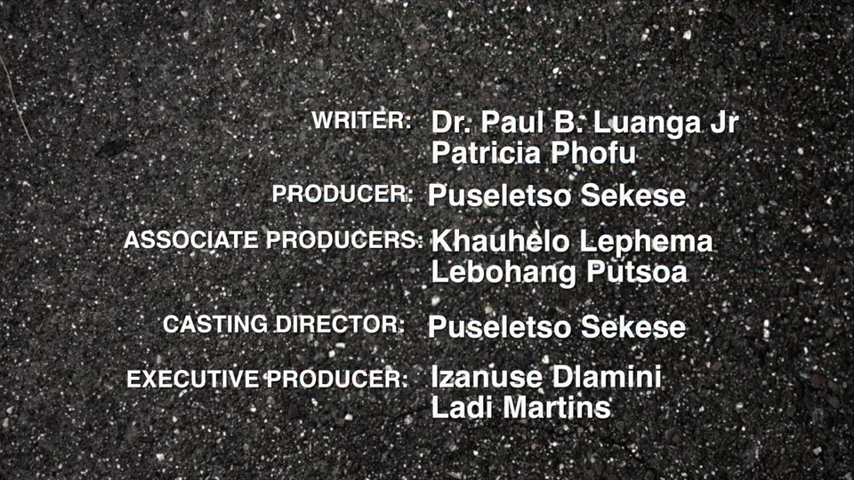 WRITER: Dr. Paul B. Luanga Jr
Patricia Phofu
PRODUCER: Puseletso Sekese
ASSOCIATE PRODUCERS: Khauhelo Lephema
Lebohang Putsoa
CASTING DIRECTOR: Puseletso Sekese
EXECUTIVE PRODUCER: Izanuse Dlamini
Ladi Martins